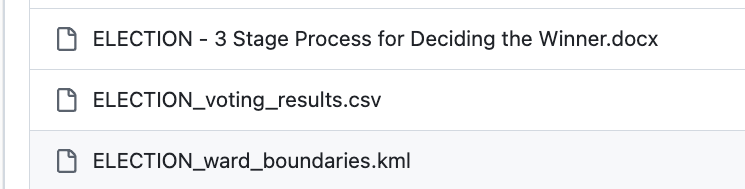 ELECTION - 3 Stage Process for Deciding the Winner.docx
ELECTION_voting_results.csv
ELECTION_ward_boundaries.kml